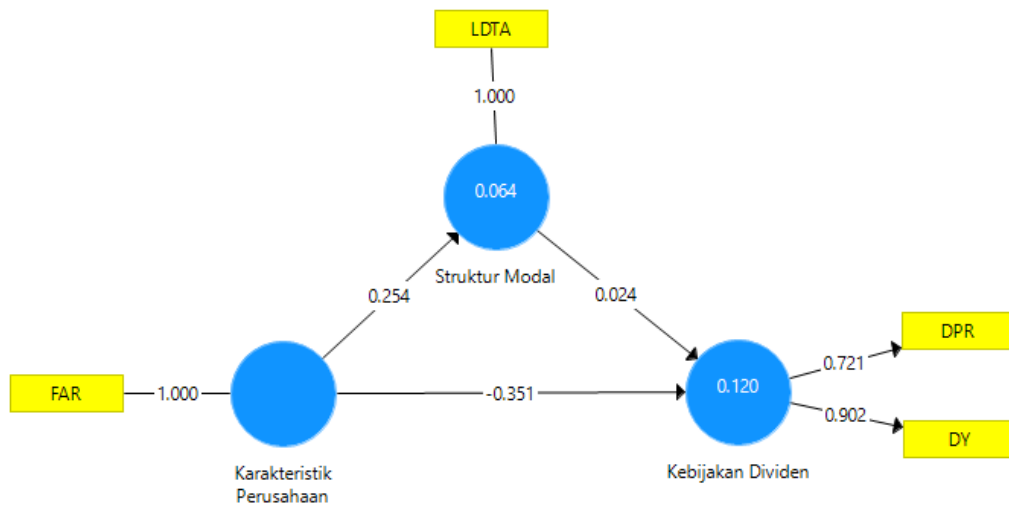 LDTA
1.000
0.064
Struktur Modal
0.254
0.024
DPR
0.721
FAR
1.000
-0.351
0.120
0.902
DY
Karakteristik
Perusahaan
Kebijakan Dividen